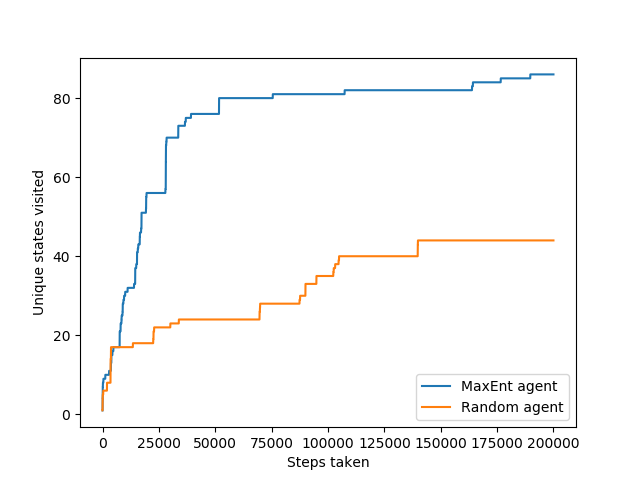 80
60
40
20
0
Unique states visited
MaxEnt agent
Random agent
0 25000 50000 75000 100000 125000 150000 175000 200000
Steps taken